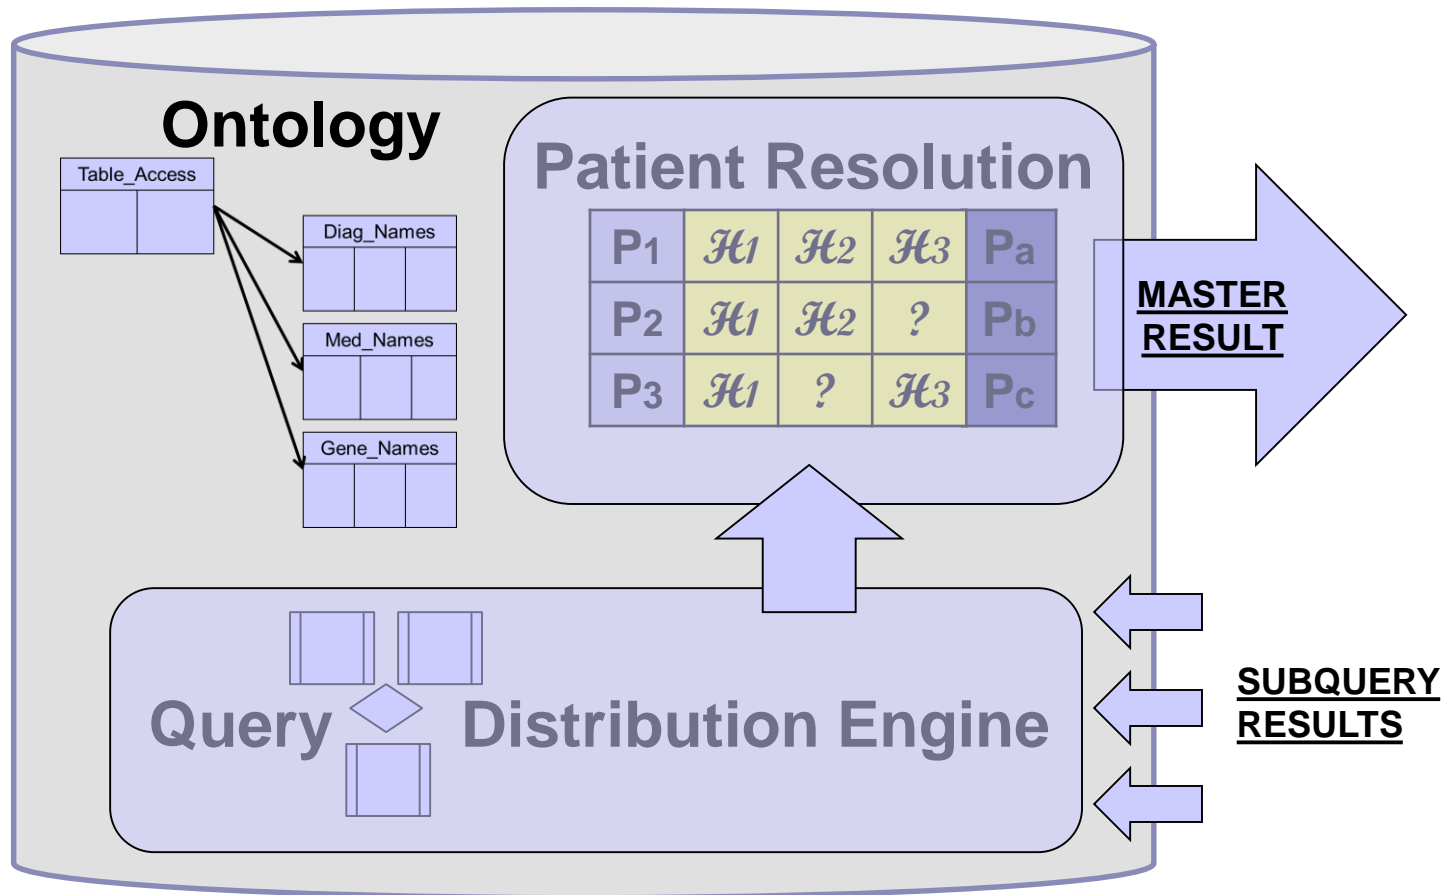 Ontology
Table_Access
Diag_Names
Med_Names
Gene_Names
Patient Resolution
P1 ℋ1 ℋ2 ℋ3 Pa
P2 ℋ1 ℋ2 ? Pb
P3 ℋ1 ? ℋ3 Pc
MASTER
RESULT
Query Distribution Engine
SUBQUERY
RESULTS